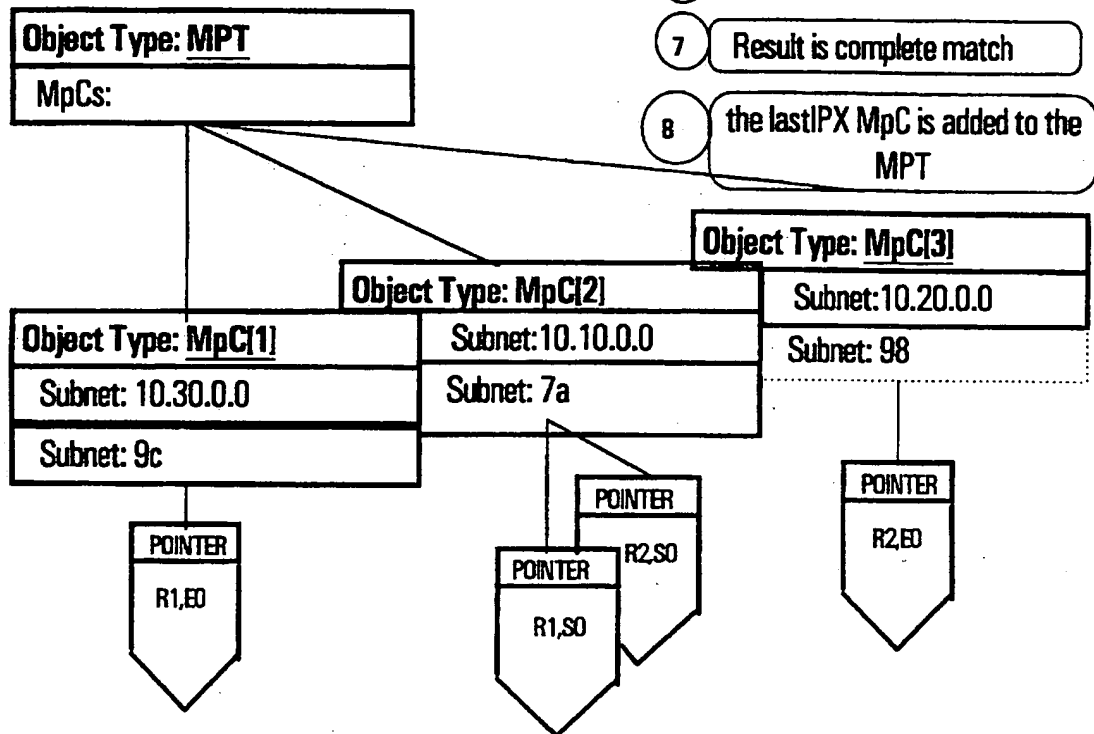 Object Type: MPT
MpCs:
7
Result is complete match
8
the lastIPX MpC is added to the
MPT
Object Type: MpC[3]
Subnet:10.20.0.0
Subnet: 98
Object Type: MpC[2]
Subnet:10.10.0.0
Subnet: 7a
Object Type: MpC[1]
Subnet: 10.30.0.0
Subnet: 9c
POINTER
R1,E0
POINTER
R1,S0
POINTER
R2,S0
POINTER
R2,E0